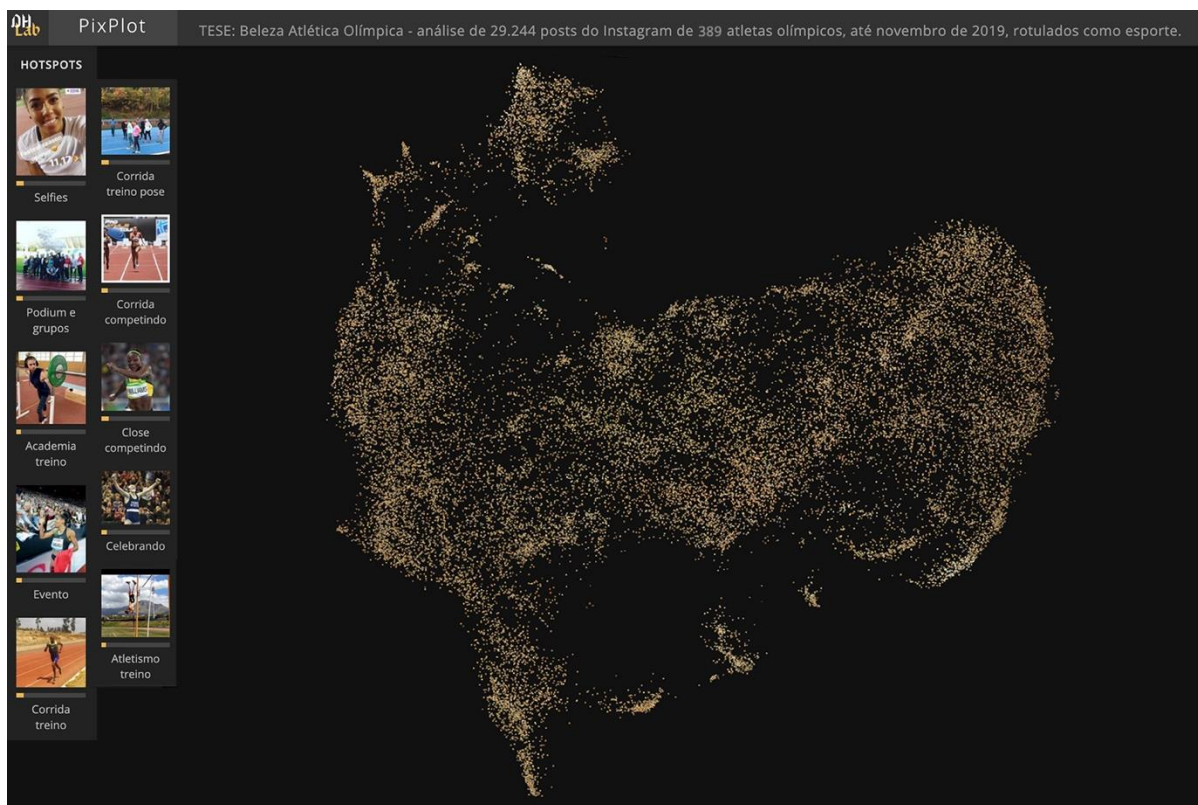 DH Lab
PixPlot
TESE: Beleza Atlética Olímpica - análise de 29.244 posts do Instagram de 389 atletas olímpicos, até novembro de 2019, rotulados como esporte.
HOTSPOTS
Selfies
Podium e
grupos
Academia
treino
Evento
Corrida
treino
Corrida
treino pose
Corrida
competindo
Close
competindo
Celebrando
Atletismo
treino